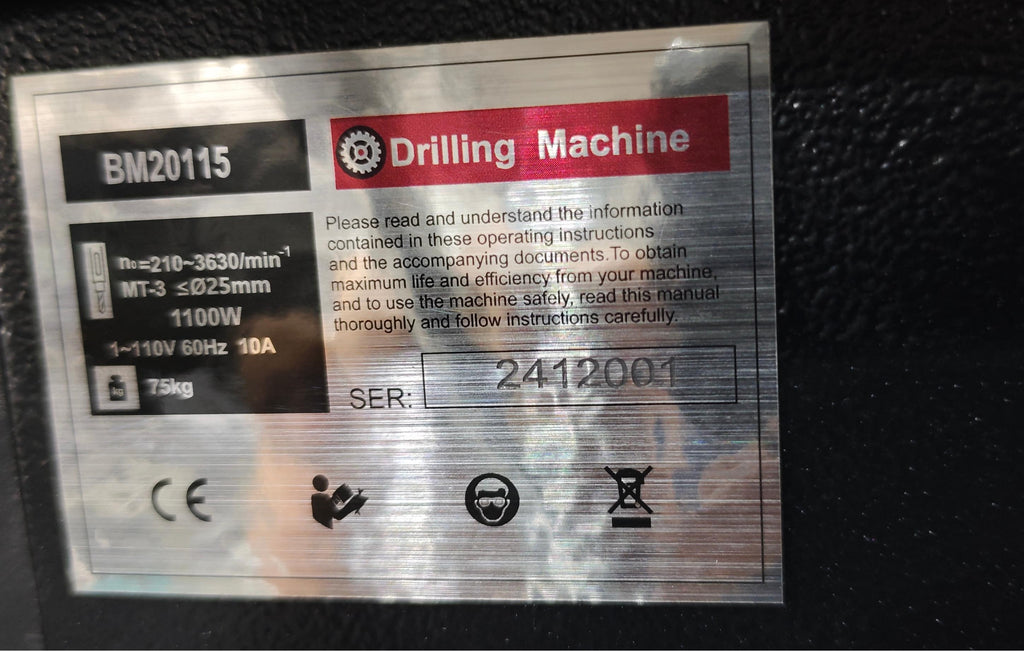 BM20115
Drilling Machine
n₀=210~3630/min⁻¹
MT-3 ≤Ø25mm
1100W
1~110V 60Hz 10A
kg
75kg
Please read and understand the information
contained in these operating instructions
and the accompanying documents.To obtain
maximum life and efficiency from your machine,
and to use the machine safely, read this manual
thoroughly and follow instructions carefully.
SER: 2412001
CE